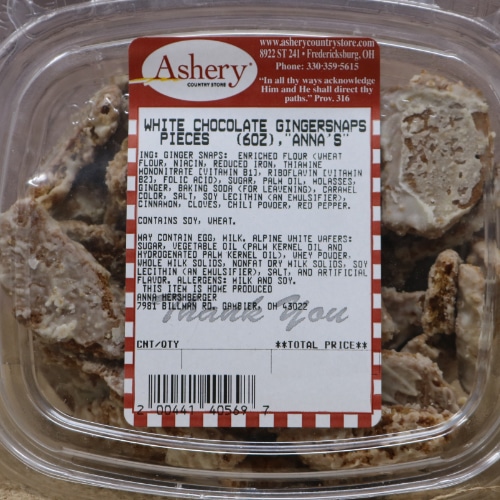 Ashery
COUNTRY STORE
www.asherycountrystore.com
8922 ST 241 • Fredericksburg, OH
Phone: 330-359-5615
"In all thy ways acknowledge
Him and He shall direct thy
paths." Prov. 316
WHITE CHOCOLATE GINGERSNAPS
PIECES (6OZ),"ANNA'S"
ING: GINGER SNAPS: ENRICHED FLOUR (WHEAT
FLOUR, NIACIN, REDUCED IRON, THIAMINE
MONONITRATE [VITAMIN B1], RIBOFLAVIN [VITAMIN
B2], FOLIC ACID), SUGAR, PALM OIL, MOLASSES,
GINGER, BAKING SODA (FOR LEAVENING), CARAMEL
COLOR, SALT, SOY LECITHIN (AN EMULSIFIER),
CINNAMON, CLOVES, CHILI POWDER, RED PEPPER.
CONTAINS SOY, WHEAT.
MAY CONTAIN EGG, MILK, ALPINE WHITE WAFERS:
SUGAR, VEGETABLE OIL (PALM KERNEL OIL AND
HYDROGENATED PALM KERNEL OIL), WHEY POWDER,
WHOLE MILK SOLIDS, NONFAT DRY MILK SOLIDS, SOY
LECITHIN (AN EMULSIFIER), SALT, AND ARTIFICIAL
FLAVOR. ALLERGENS: MILK AND SOY.
THIS ITEM IS HOME PRODUCED
ANNA HERSHBERGER
7981 BILLMAN RD, GAMBIER, OH 43022
Thank You
CNT/QTY **TOTAL PRICE**
2 00441 40569 7